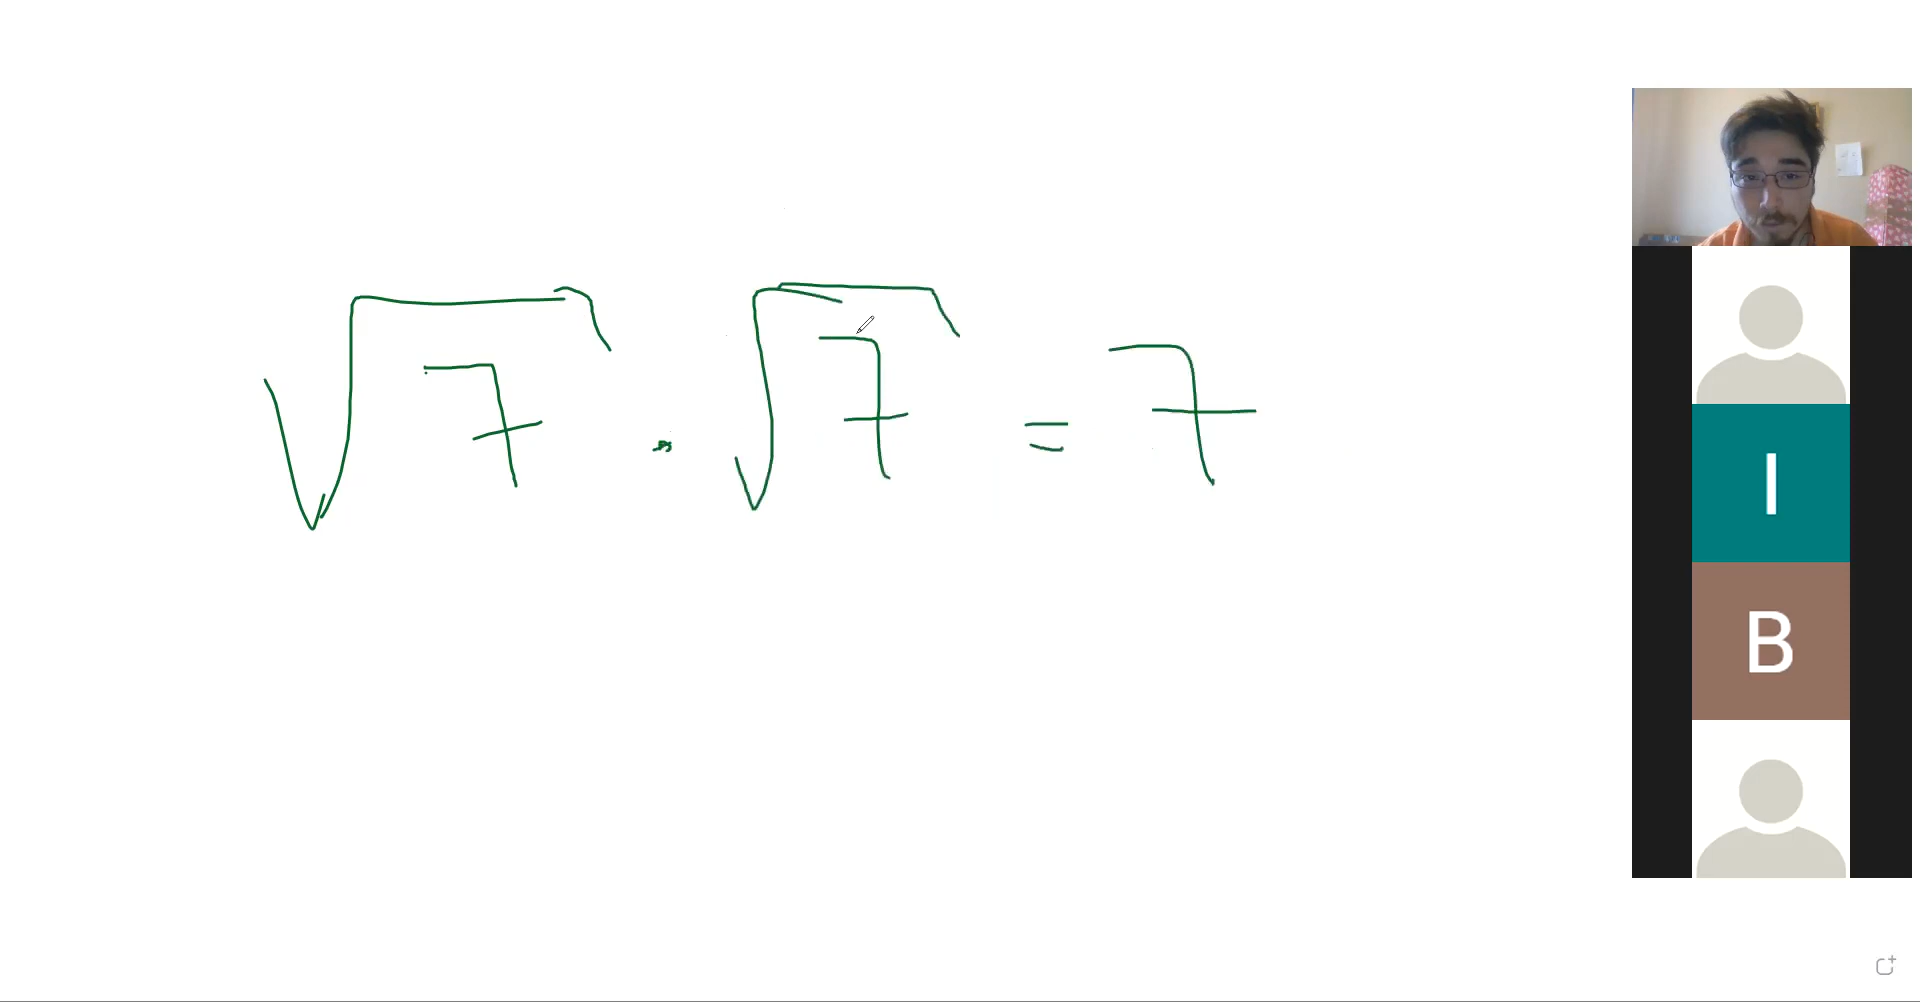 √7 · √7 = 7
I
B